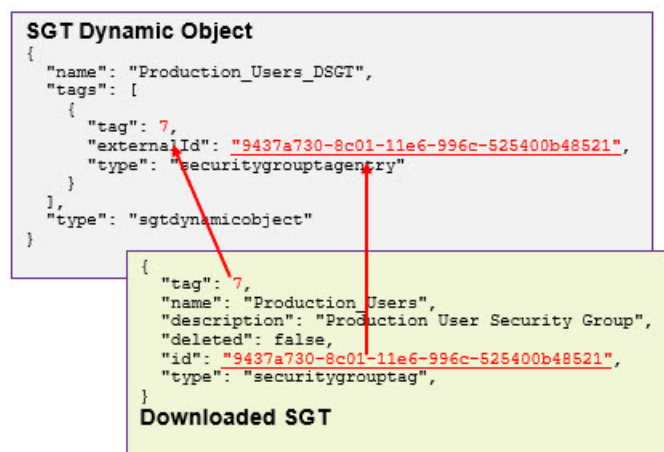 SGT Dynamic Object
{
  "name": "Production_Users_DSGT",
  "tags": [
    {
      "tag": 7,
      "externalId": "9437a730-8c01-11e6-996c-525400b48521",
      "type": "securitygrouptagentry"
    }
  ],
  "type": "sgtdynamicobject"
}
{
  "tag": 7,
  "name": "Production_Users",
  "description": "Production User Security Group",
  "deleted": false,
  "id": "9437a730-8c01-11e6-996c-525400b48521",
  "type": "securitygrouptag",
}
Downloaded SGT